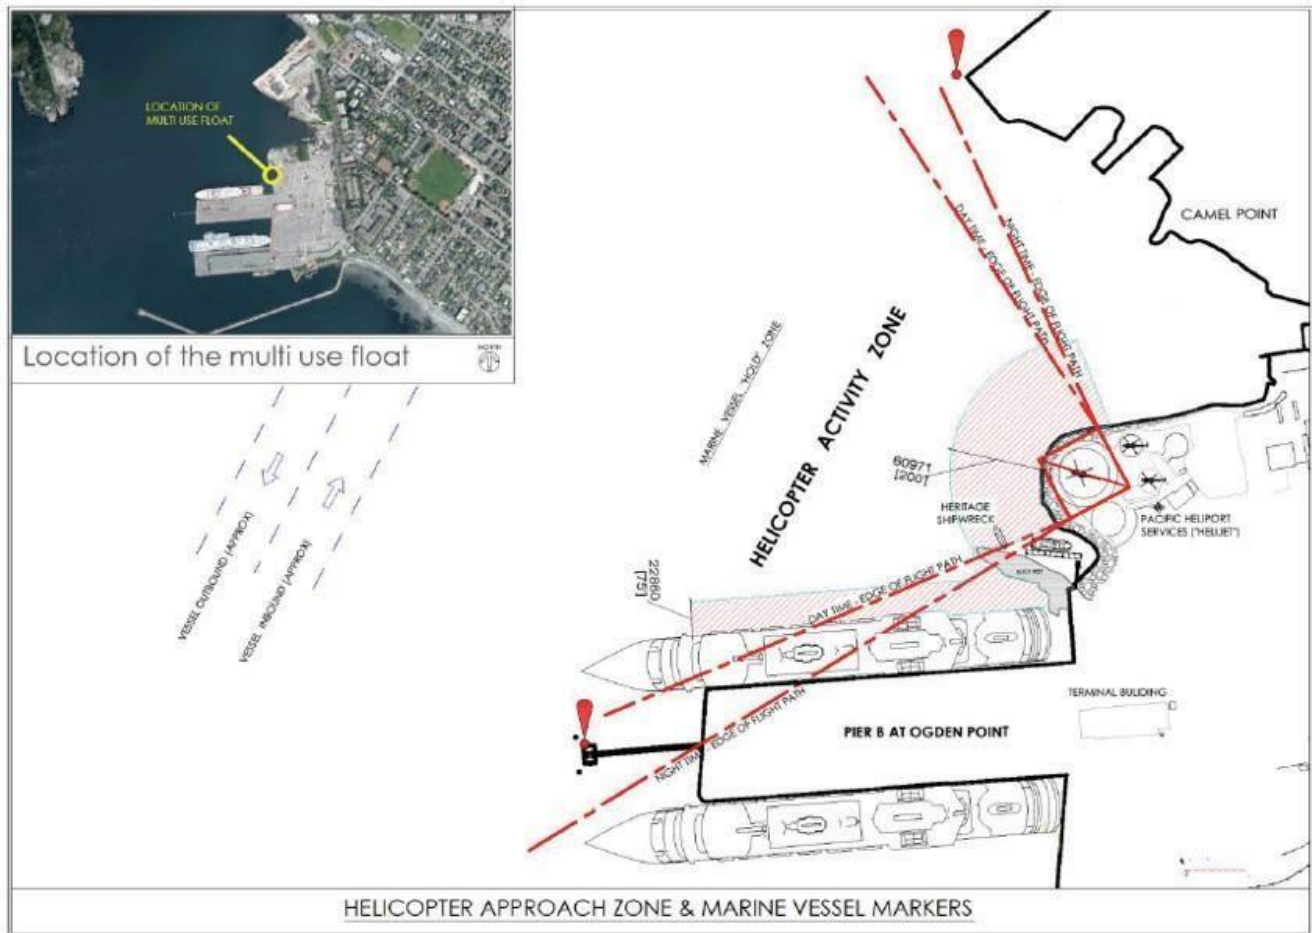 LOCATION OF
MULTI USE FLOAT
Location of the multi use float
NORTH
CAMEL POINT
DAY TIME - EDGE OF FLIGHT PATH
NIGHT TIME - EDGE OF FLIGHT PATH
MARINE VESSEL "HOLD" ZONE
HELICOPTER ACTIVITY ZONE
60971
[200]
HERITAGE
SHIPWRECK
PACIFIC HELIPORT
SERVICES ("HELIJET")
VESSEL OUTBOUND (APPROX)
VESSEL INBOUND (APPROX)
22860
[75]
DAY TIME - EDGE OF FLIGHT PATH
NIGHT TIME - EDGE OF FLIGHT PATH
TERMINAL BULIDING
PIER B AT OGDEN POINT
HELICOPTER APPROACH ZONE & MARINE VESSEL MARKERS